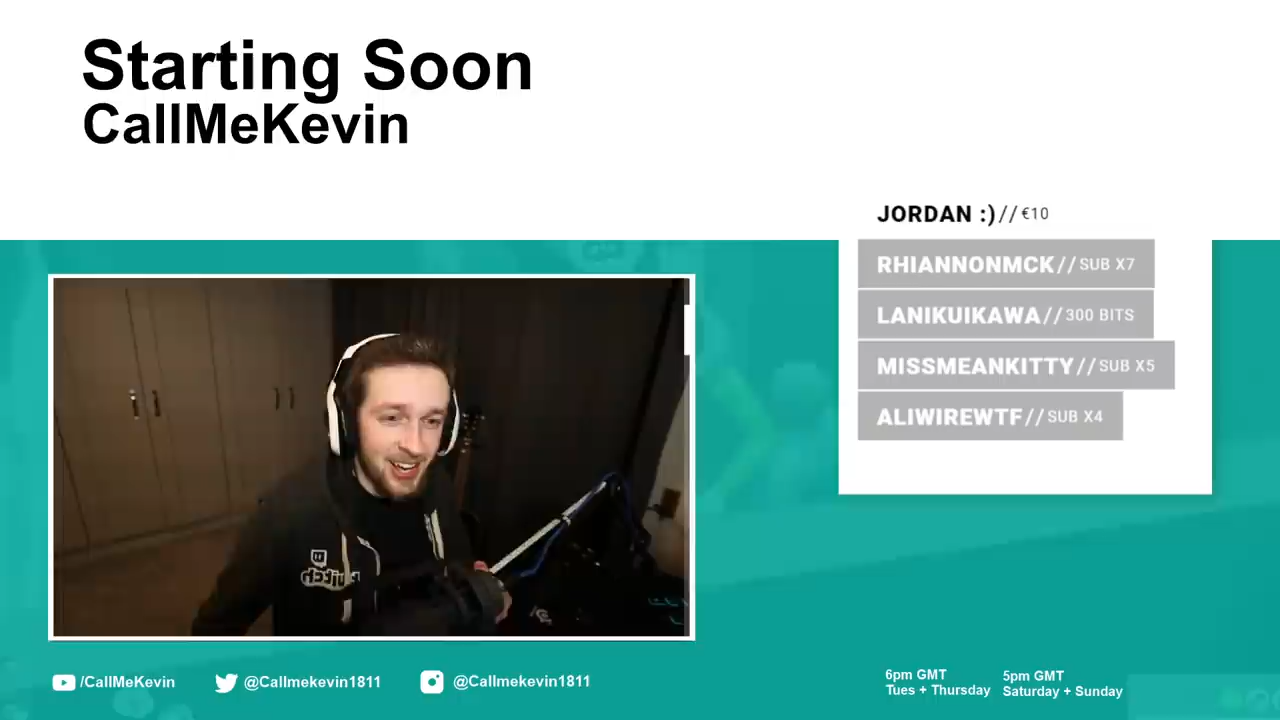 Starting Soon
CallMeKevin
JORDAN :)//€10
RHIANNONMCK//SUB X7
LANIKUIKAWA//300 BITS
MISSMEANKITTY//SUB X5
ALIWIREWTF//SUB X4
twitch
/CallMeKevin
@Callmekevin1811
@Callmekevin1811
6pm GMT
Tues + Thursday
5pm GMT
Saturday + Sunday